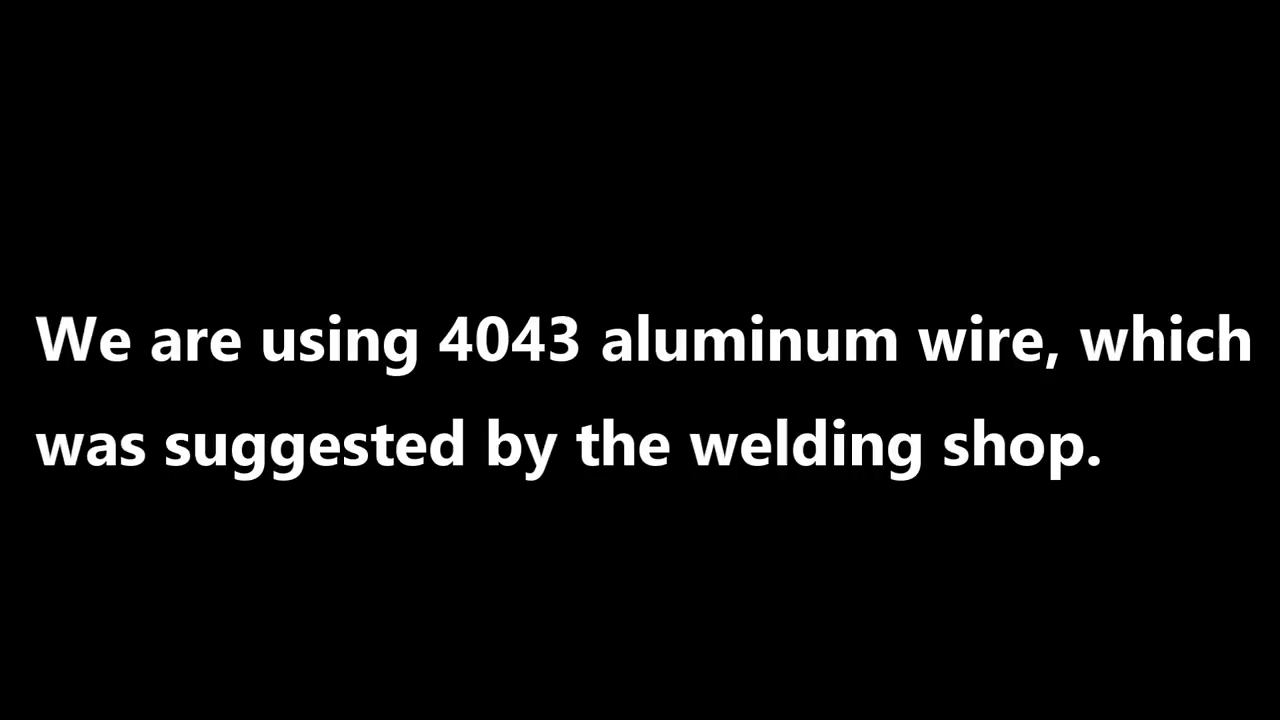 We are using 4043 aluminum wire, which
was suggested by the welding shop.